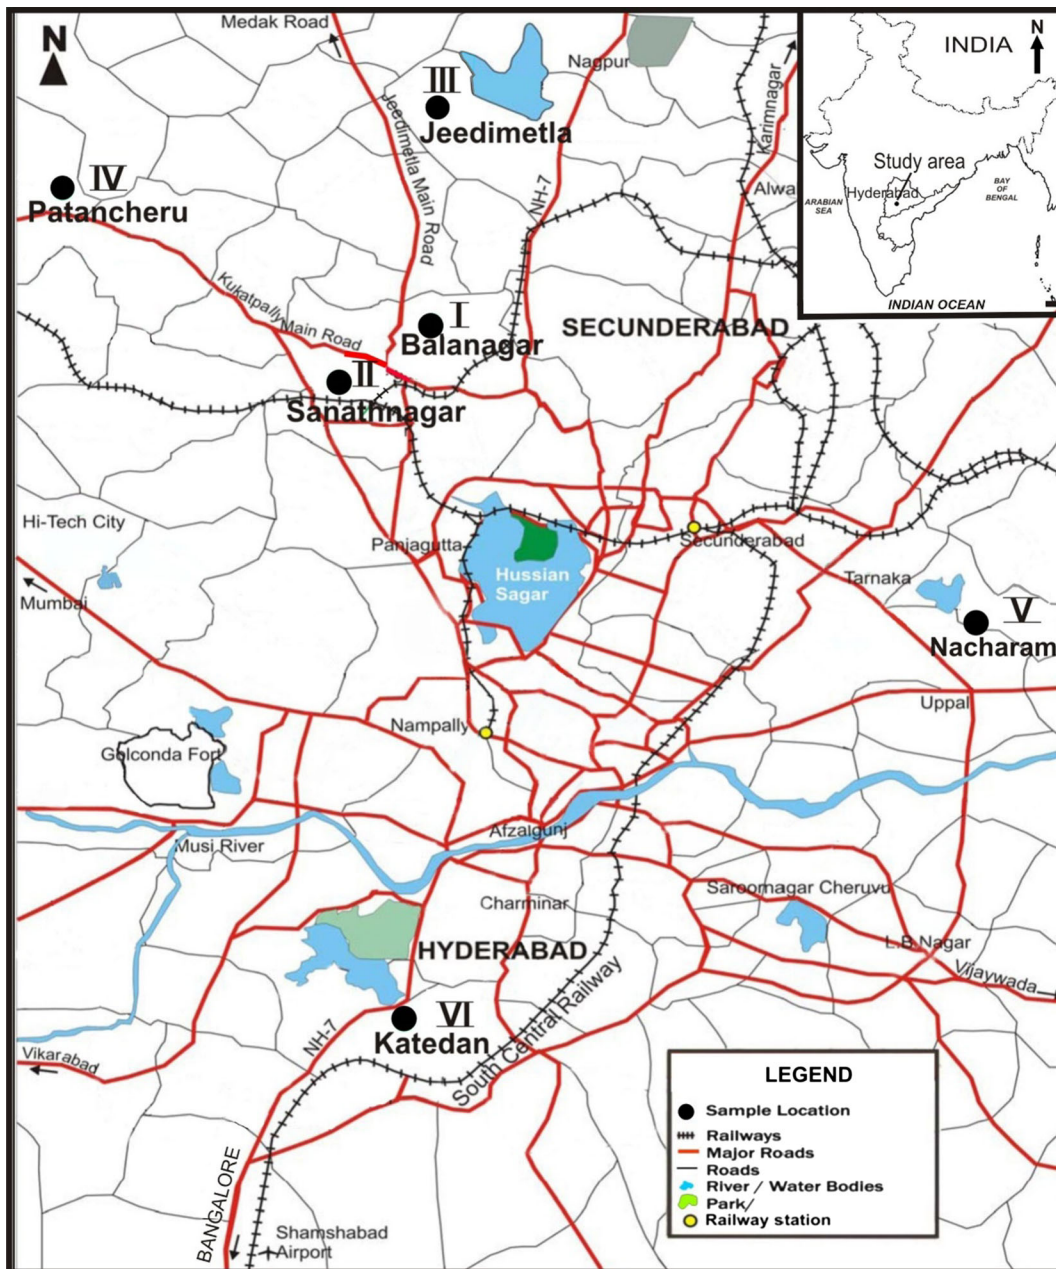 Medak Road
N
III
Jeedimetla
Nagpur
Karimnagar
Jeedimetla Main Road
NH-7
Alwa
INDIA
N
Study area
Hyderabad
ARABIAN
SEA
BAY
OF
BENGAL
INDIAN OCEAN
IV
Patancheru
Kukatpally Main Road
I
Balanagar
SECUNDERABAD
II
Sanathnagar
Hi-Tech City
Panjagutta
Secunderabad
Hussian
Sagar
Tarnaka
Mumbai
V
Nacharam
Uppal
Nampally
Golconda Fort
Afzalgunj
Musi River
Charminar
Saroornagar Cheruvu
L.B.Nagar
HYDERABAD
Vijaywada
South Central Railway
VI
Katedan
NH-7
Vikarabad
BANGALORE
Shamshabad
Airport
LEGEND
Sample Location
Railways
Major Roads
Roads
River / Water Bodies
Park/
Railway station